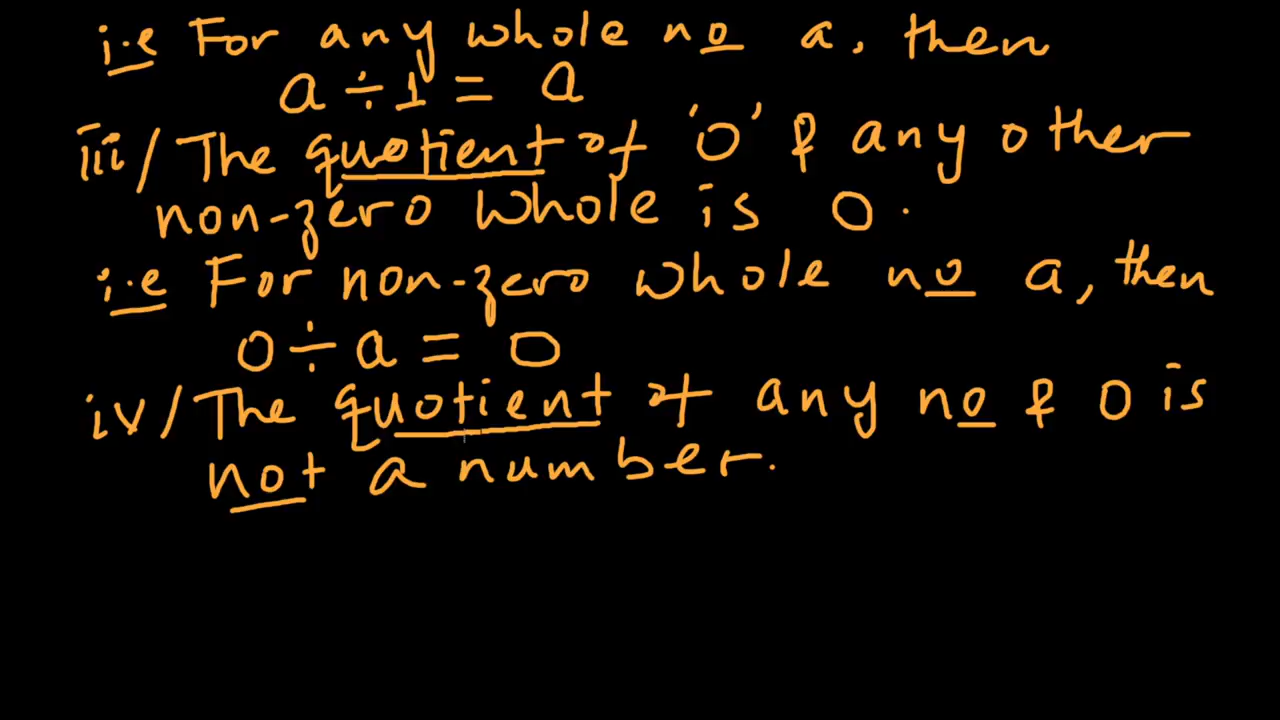 i.e For any whole no a, then
a ÷ 1 = a
iii/ The quotient of '0' & any other
non-zero whole is 0.
i.e For non-zero whole no a, then
0 ÷ a = 0
iv/ The quotient of any no & 0 is
not a number.